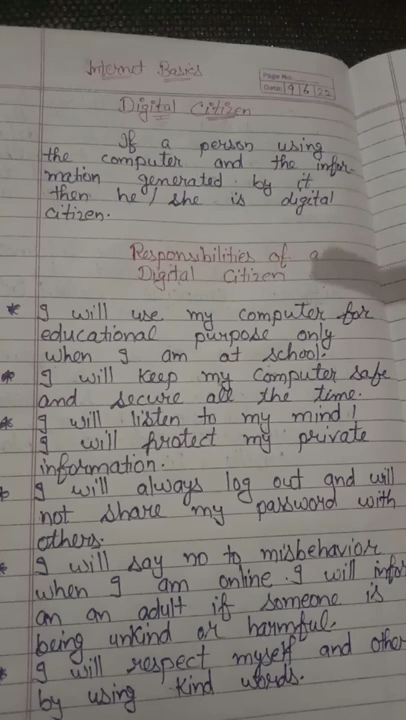 Internet Basics
Page No.
Date 9 6 22
Digital Citizen
If a person using
the computer and the infor-
mation generated by it
then he/she is digital
citizen.
Responsibilities of a
Digital Citizen
* I will use my computer for
educational purpose only
when I am at school.
* I will keep my computer safe
and secure all the time.
* I will listen to my mind!
I will protect my private
information.
* I will always log out and will
not share my password with
others.
* I will say no to misbehavior
when I am online. I will infor
an an adult if someone is
being unkind or harmful.
* I will respect myself and other
by using kind words.